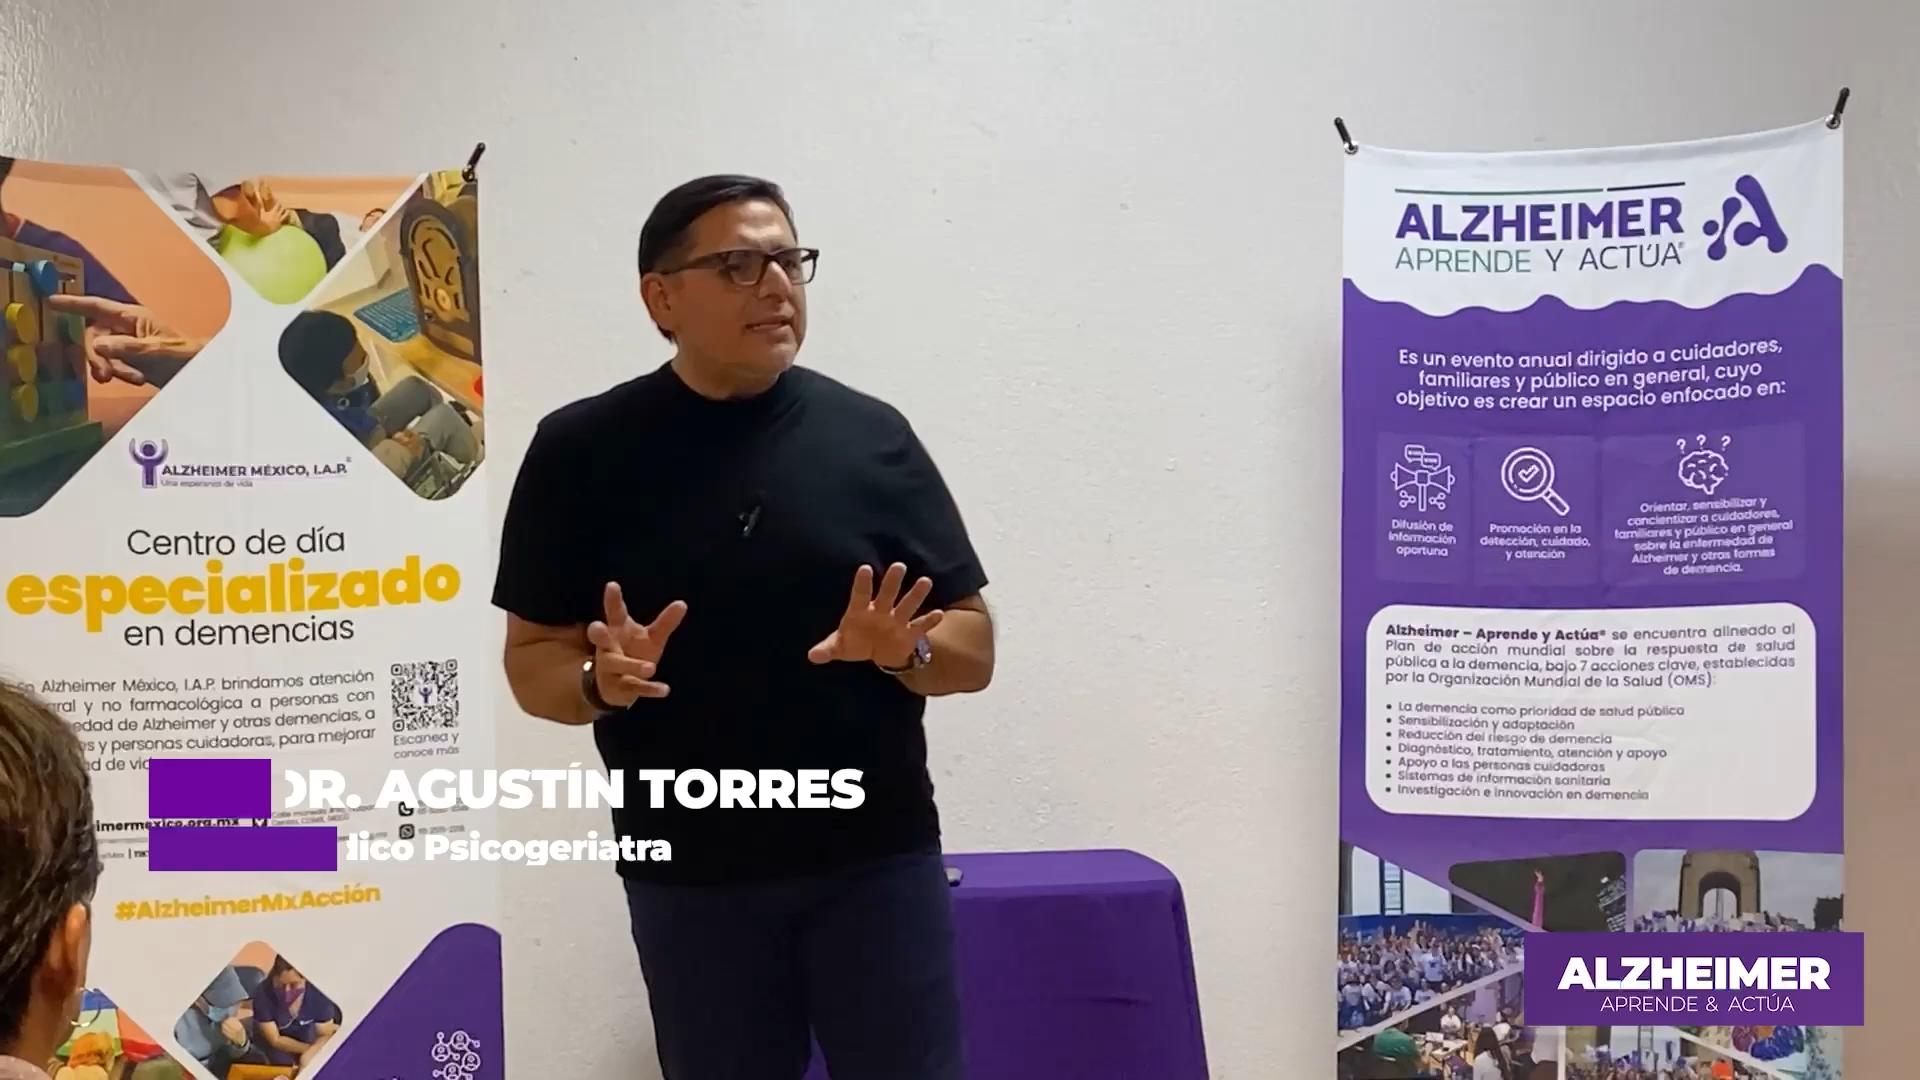 ALZHEIMER MÉXICO, I.A.P.®
Una esperanza de vida
Centro de día
especializado
en demencias
Alzheimer México, I.A.P. brindamos atención
y no farmacológica a personas con
de Alzheimer y otras demencias, a
y personas cuidadoras, para mejorar
de
Escanea y
conoce más
#AlzheimerMxAcción
DR. AGUSTÍN TORRES
dico Psicogeriatra
ALZHEIMER
APRENDE Y ACTÚA®
Es un evento anual dirigido a cuidadores,
familiares y público en general, cuyo
objetivo es crear un espacio enfocado en:
Difusión de
información
oportuna
Promoción en la
detección, cuidado,
y atención
Orientar, sensibilizar y
concientizar a cuidadores,
familiares y público en general
sobre la enfermedad de
Alzheimer y otras formas
de demencia.
Alzheimer – Aprende y Actúa® se encuentra alineado al
Plan de acción mundial sobre la respuesta de salud
pública a la demencia, bajo 7 acciones clave, establecidas
por la Organización Mundial de la Salud (OMS):
• La demencia como prioridad de salud pública
• Sensibilización y adaptación
• Reducción del riesgo de demencia
• Diagnóstico, tratamiento, atención y apoyo
• Apoyo a las personas cuidadoras
• Sistemas de información sanitaria
• Investigación e innovación en demencia
ALZHEIMER
APRENDE & ACTÚA